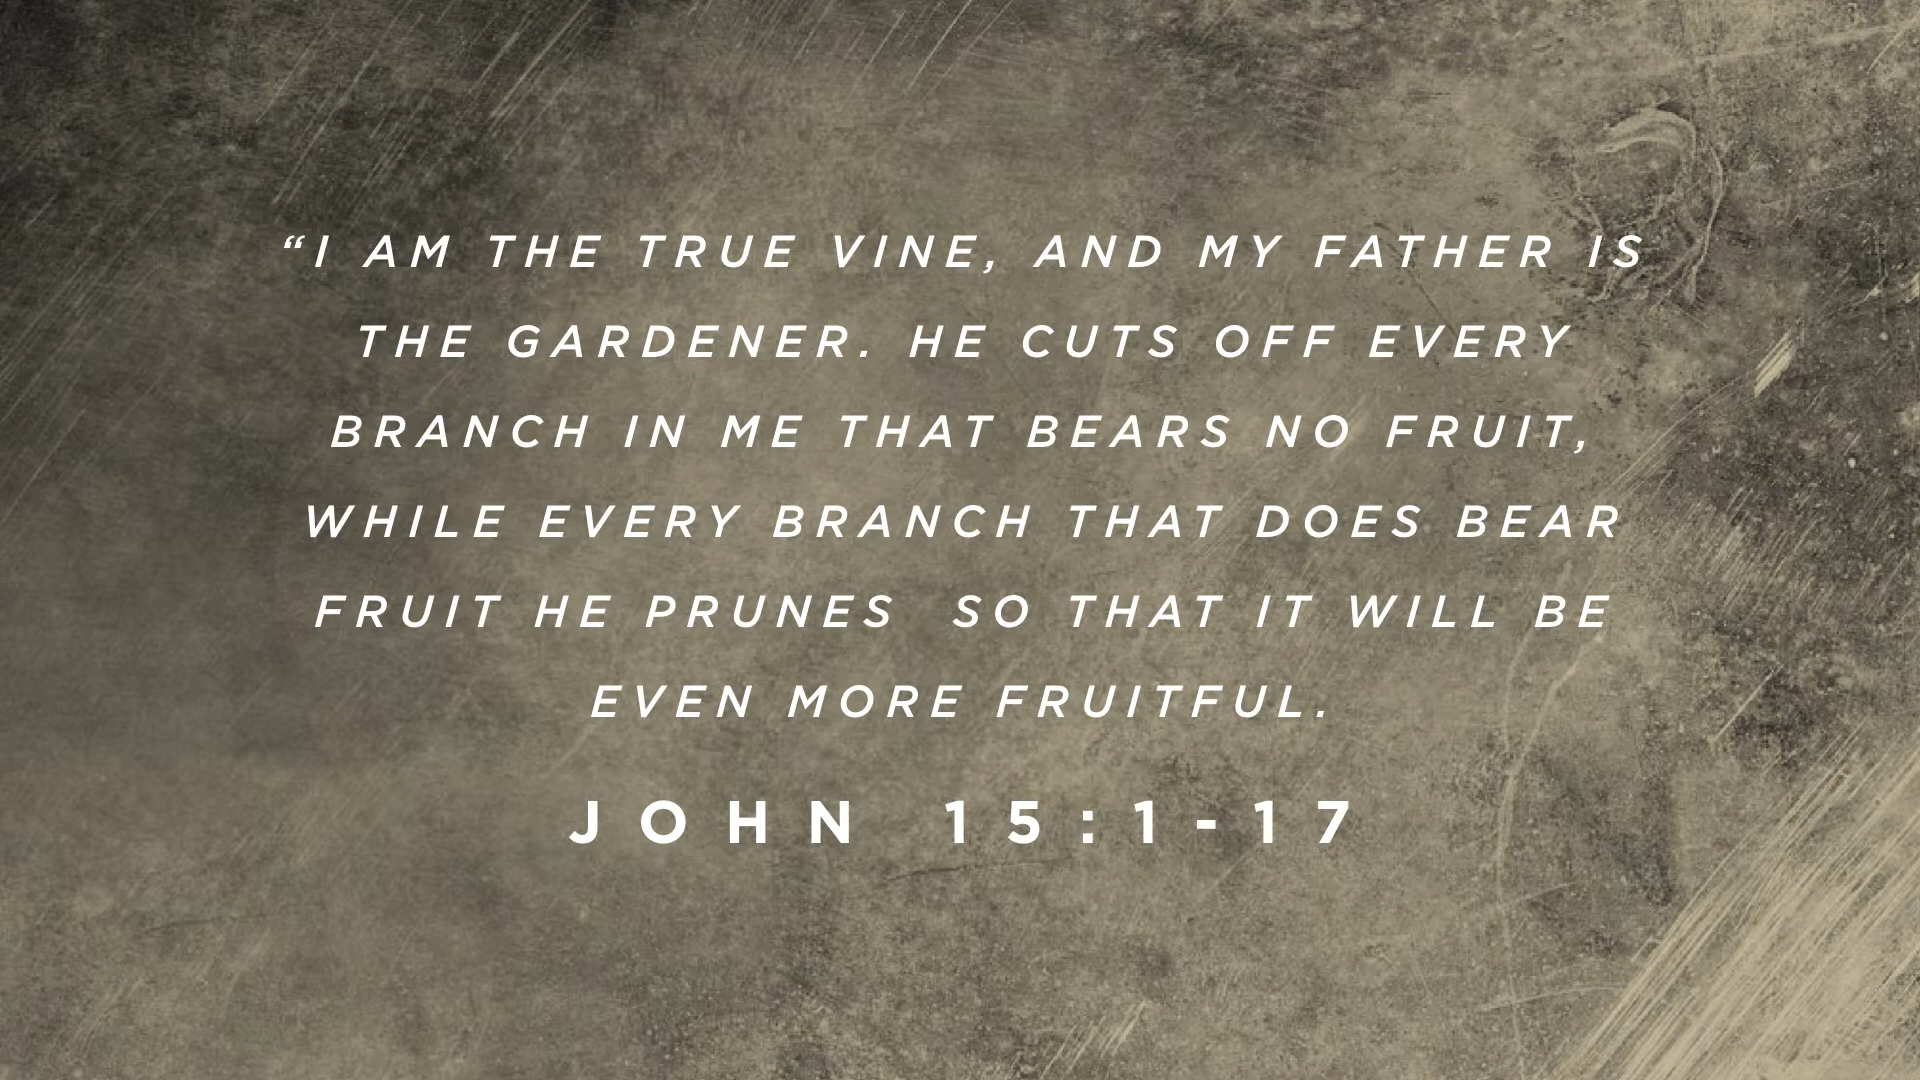 “I AM THE TRUE VINE, AND MY FATHER IS
THE GARDENER. HE CUTS OFF EVERY
BRANCH IN ME THAT BEARS NO FRUIT,
WHILE EVERY BRANCH THAT DOES BEAR
FRUIT HE PRUNES  SO THAT IT WILL BE
EVEN MORE FRUITFUL.
JOHN 15:1-17